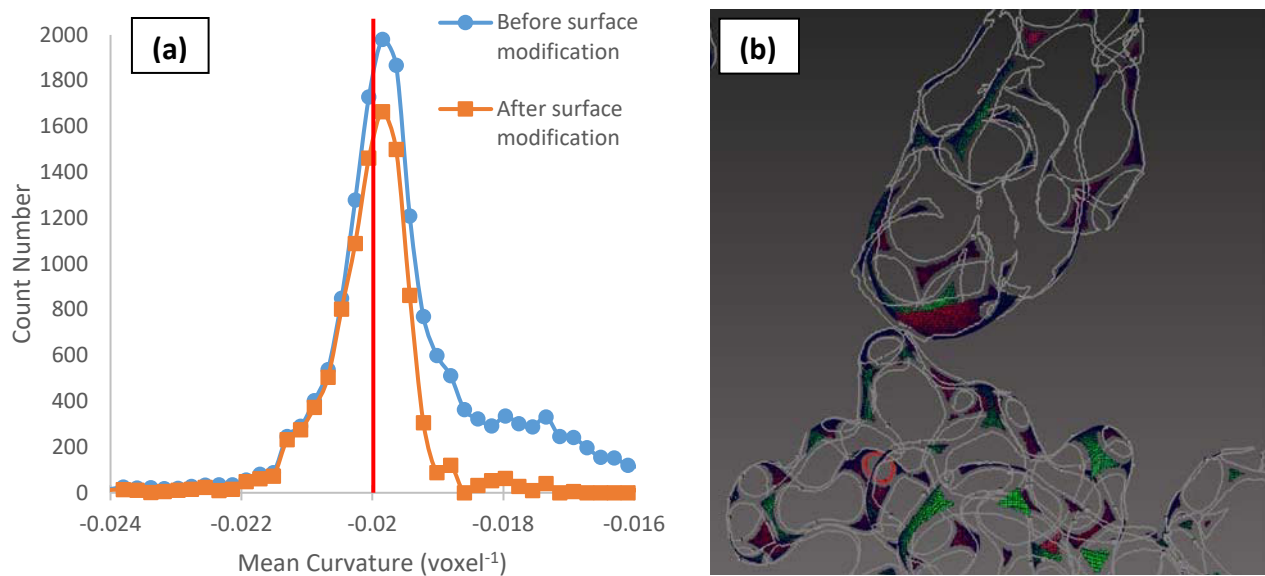 (a)
Before surface
modification
After surface
modification
2000
1800
1600
1400
1200
1000
800
600
400
200
0
Count Number
-0.024
-0.022
-0.02
-0.018
-0.016
Mean Curvature (voxel⁻¹)
(b)